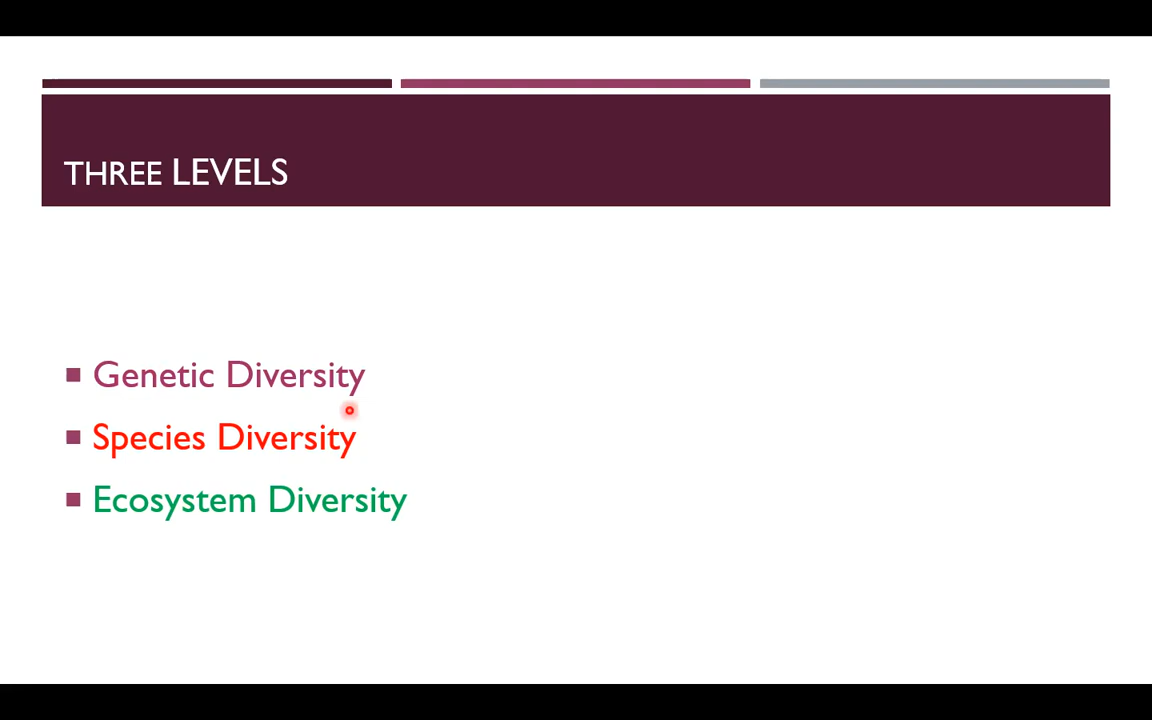 THREE LEVELS
Genetic Diversity
Species Diversity
Ecosystem Diversity